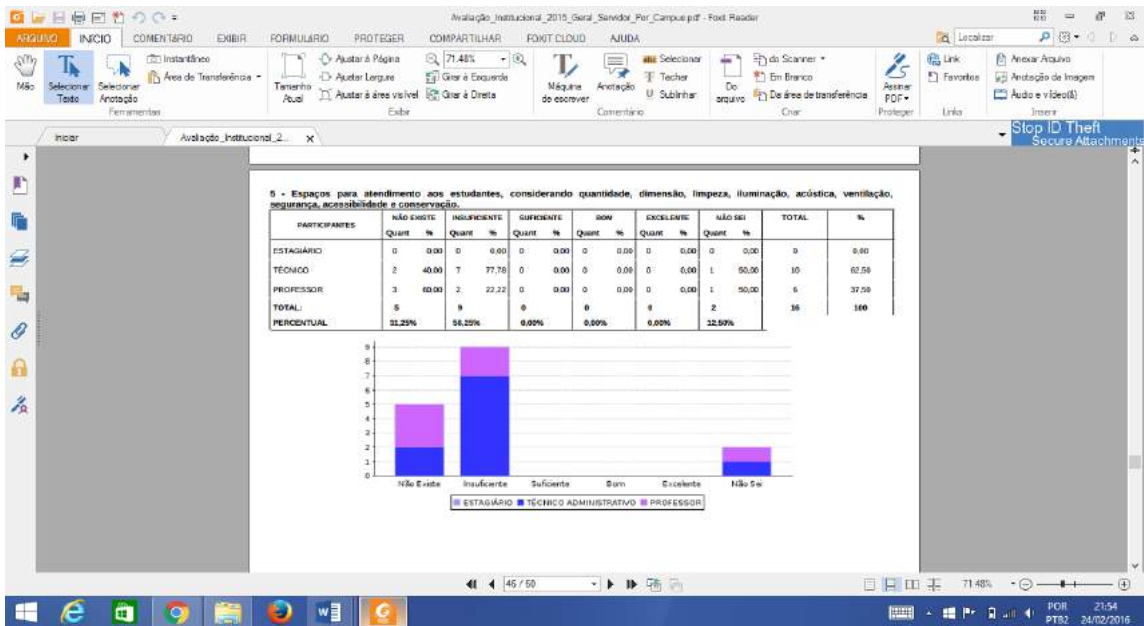 Avaliação_Institucional_2015_Geral_Servidor_Por_Campus.pdf - Foxit Reader
ARQUIVO INÍCIO COMENTÁRIO EXIBIR FORMULÁRIO PROTEGER COMPARTILHAR FOXIT CLOUD AJUDA Localizar
Mão
Selecionar Texto
Selecionar Anotação
Instantâneo
Área de Transferência
Ferramentas
Tamanho Atual
Ajustar à Página
Ajustar Largura
Ajustar à área visível
71.48%
Girar à Esquerda
Girar à Direita
Exibir
Máquina de escrever
Anotação
Selecionar
Tachar
Sublinhar
Comentário
Do arquivo
do Scanner
Em Branco
Da área de transferência
Criar
Assinar PDF
Proteger
Link
Favoritos
Links
Anexar Arquivo
Anotação de Imagem
Áudio e vídeo(&)
Inserir
Iniciar
Avaliação_Institucional_2... x
Stop ID Theft
Secure Attachments
5 - Espaços para atendimento aos estudantes, considerando quantidade, dimensão, limpeza, iluminação, acústica, ventilação,
segurança, acessibilidade e conservação.
PARTICIPANTES NÃO EXISTE INSUFICIENTE SUFICIENTE BOM EXCELENTE NÃO SEI TOTAL %
Quant % Quant % Quant % Quant % Quant % Quant %
ESTAGIÁRIO 0 0,00 0 0,00 0 0,00 0 0,00 0 0,00 0 0,00 0 0,00
TÉCNICO 2 40,00 7 77,78 0 0,00 0 0,00 0 0,00 1 50,00 10 62,50
PROFESSOR 3 60,00 2 22,22 0 0,00 0 0,00 0 0,00 1 50,00 6 37,50
TOTAL: 5 9 0 0 0 2 16 100
PERCENTUAL 31,25% 56,25% 0,00% 0,00% 0,00% 12,50%
9
8
7
6
5
4
3
2
1
0
Não Existe Insuficiente Suficiente Bom Excelente Não Sei
ESTAGIÁRIO TÉCNICO ADMINISTRATIVO PROFESSOR
46 / 50
71.48%
POR 21:54
PTB2 24/02/2016